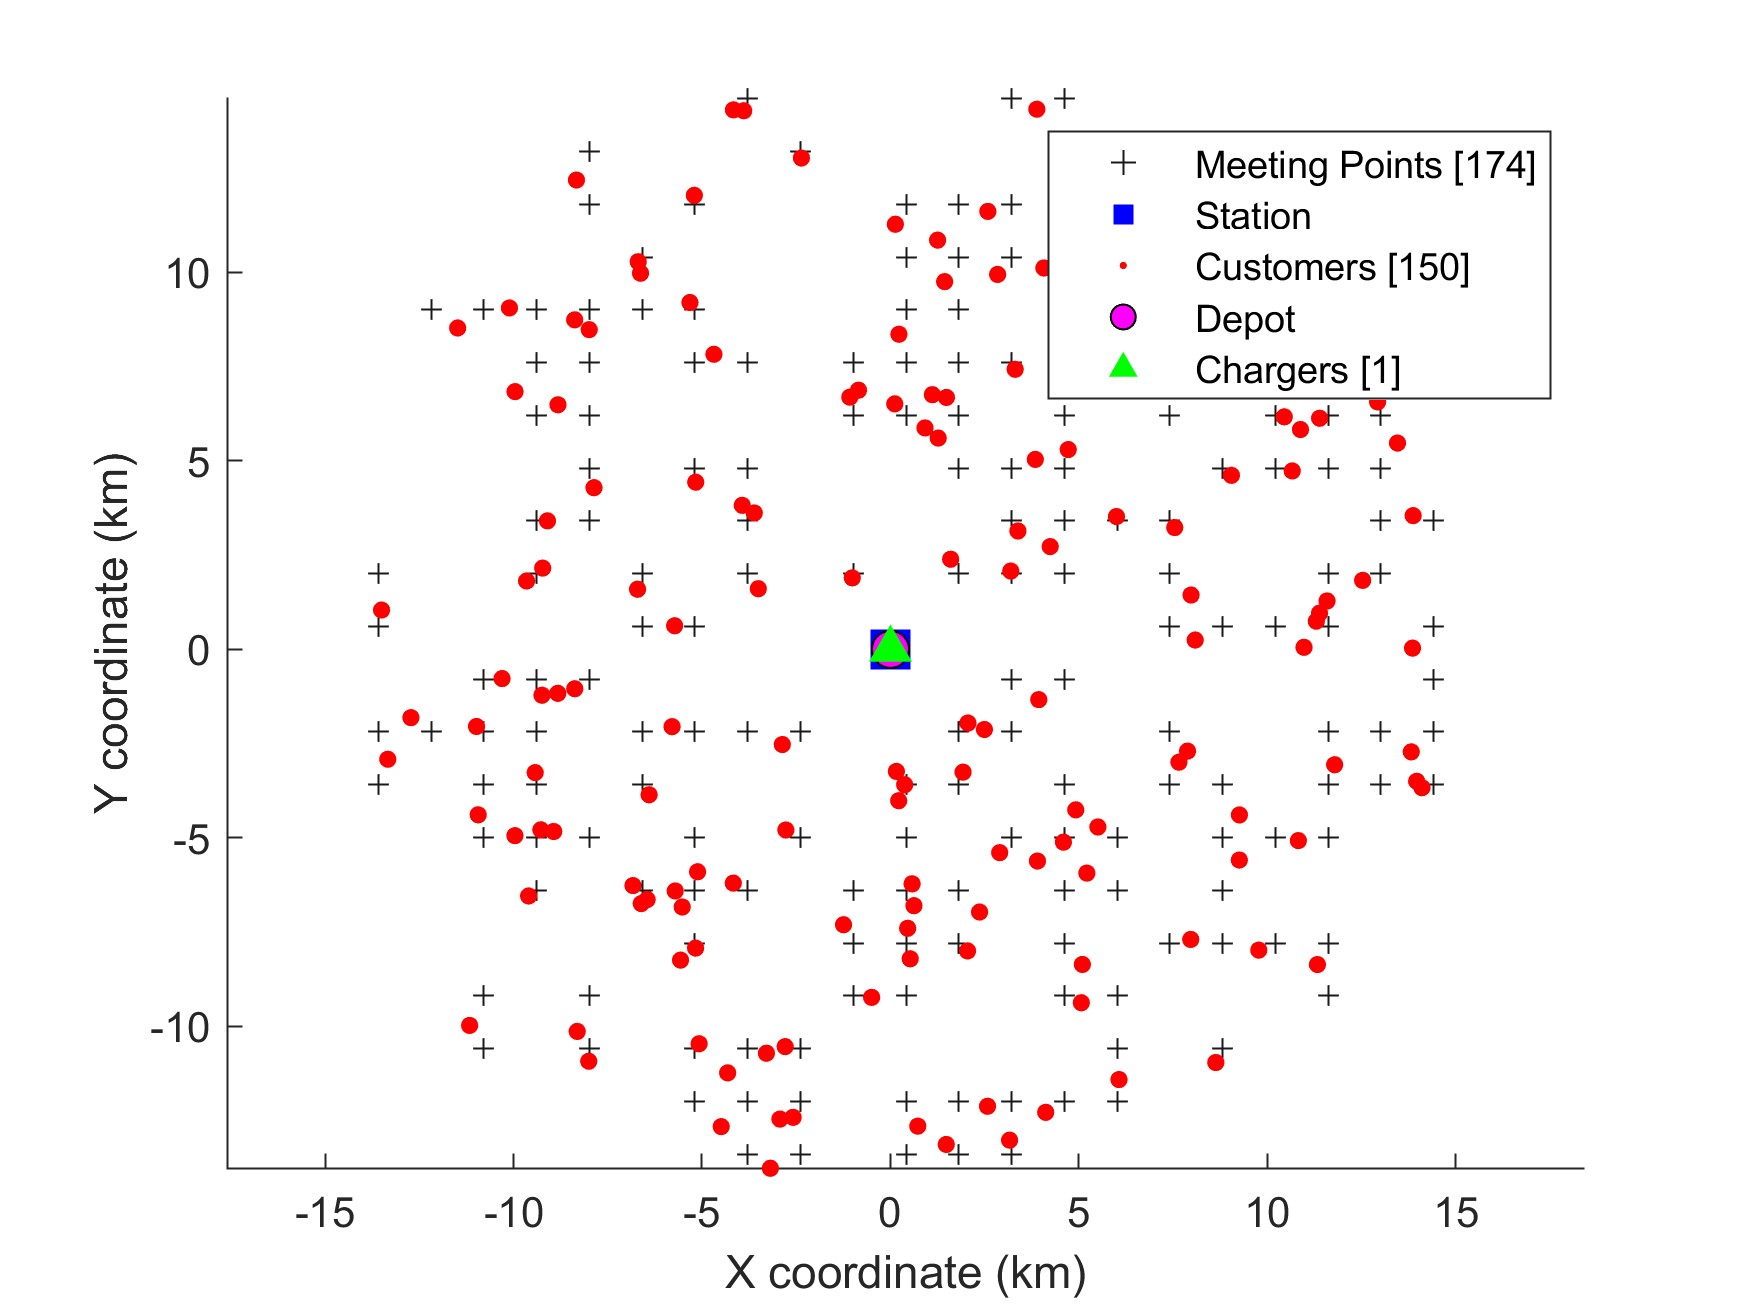 Meeting Points [174]
Station
Customers [150]
Depot
Chargers [1]
10
5
0
-5
-10
Y coordinate (km)
-15 -10 -5 0 5 10 15
X coordinate (km)